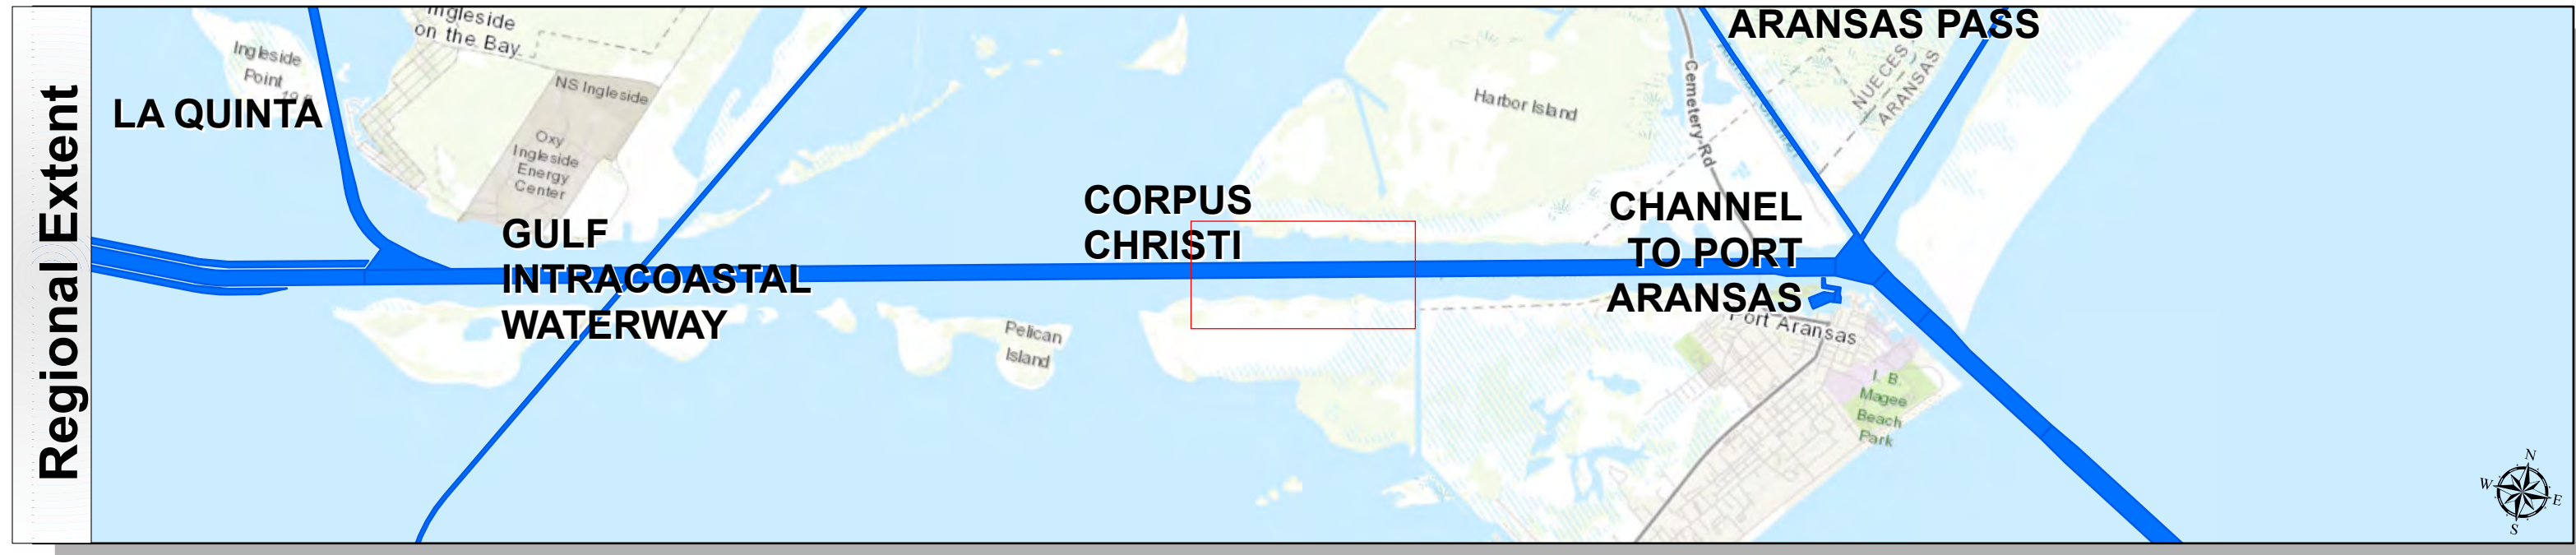 Regional Extent
Ingleside
on the Bay
Ingleside
Point
LA QUINTA
NS Ingleside
Oxy
Ingleside
Energy
Center
GULF
INTRACOASTAL
WATERWAY
Pelican
Island
CORPUS
CHRISTI
Harbor Island
Cemetery Rd
ARANSAS PASS
NUECES
ARANSAS
CHANNEL
TO PORT
ARANSAS
Port Aransas
I. B.
Magee
Beach
Park
N
W
E
S